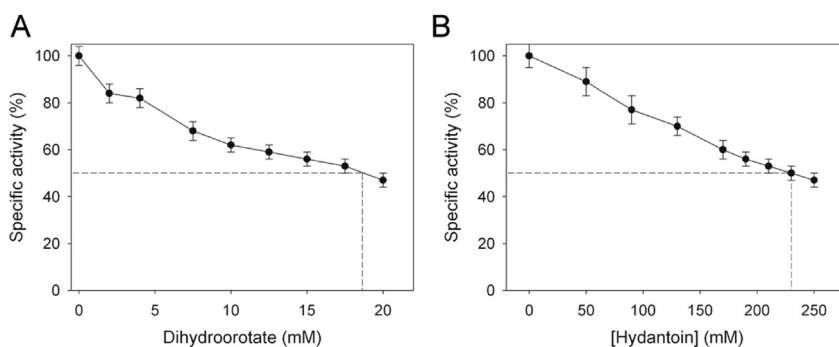 A
Specific activity (%)
100
80
60
40
20
0
0 5 10 15 20
Dihydroorotate (mM)
B
Specific activity (%)
100
80
60
40
20
0
0 50 100 150 200 250
[Hydantoin] (mM)